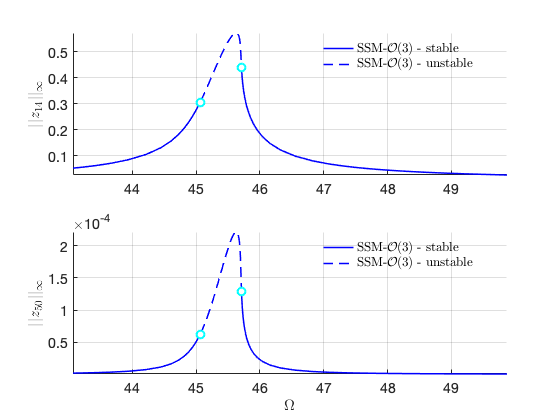 0.5
0.4
0.3
0.2
0.1
||z_{14}||_∞
SSM-𝒪(3) - stable
SSM-𝒪(3) - unstable
44 45 46 47 48 49
×10^{-4}
2
1.5
1
0.5
||z_{50}||_∞
SSM-𝒪(3) - stable
SSM-𝒪(3) - unstable
44 45 46 47 48 49
Ω